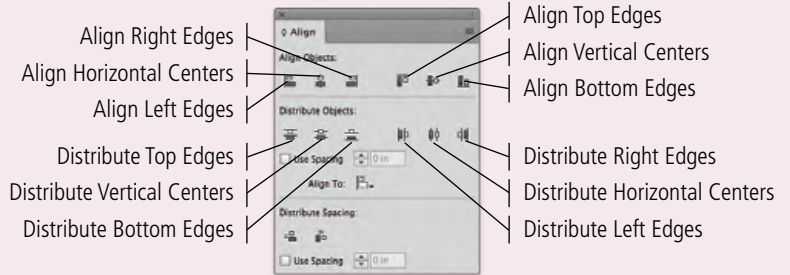 Align Right Edges
Align Horizontal Centers
Align Left Edges
Distribute Top Edges
Distribute Vertical Centers
Distribute Bottom Edges
Align
Align Objects:
Distribute Objects:
Use Spacing 0 in
Align To:
Distribute Spacing:
Use Spacing 0 in
Align Top Edges
Align Vertical Centers
Align Bottom Edges
Distribute Right Edges
Distribute Horizontal Centers
Distribute Left Edges